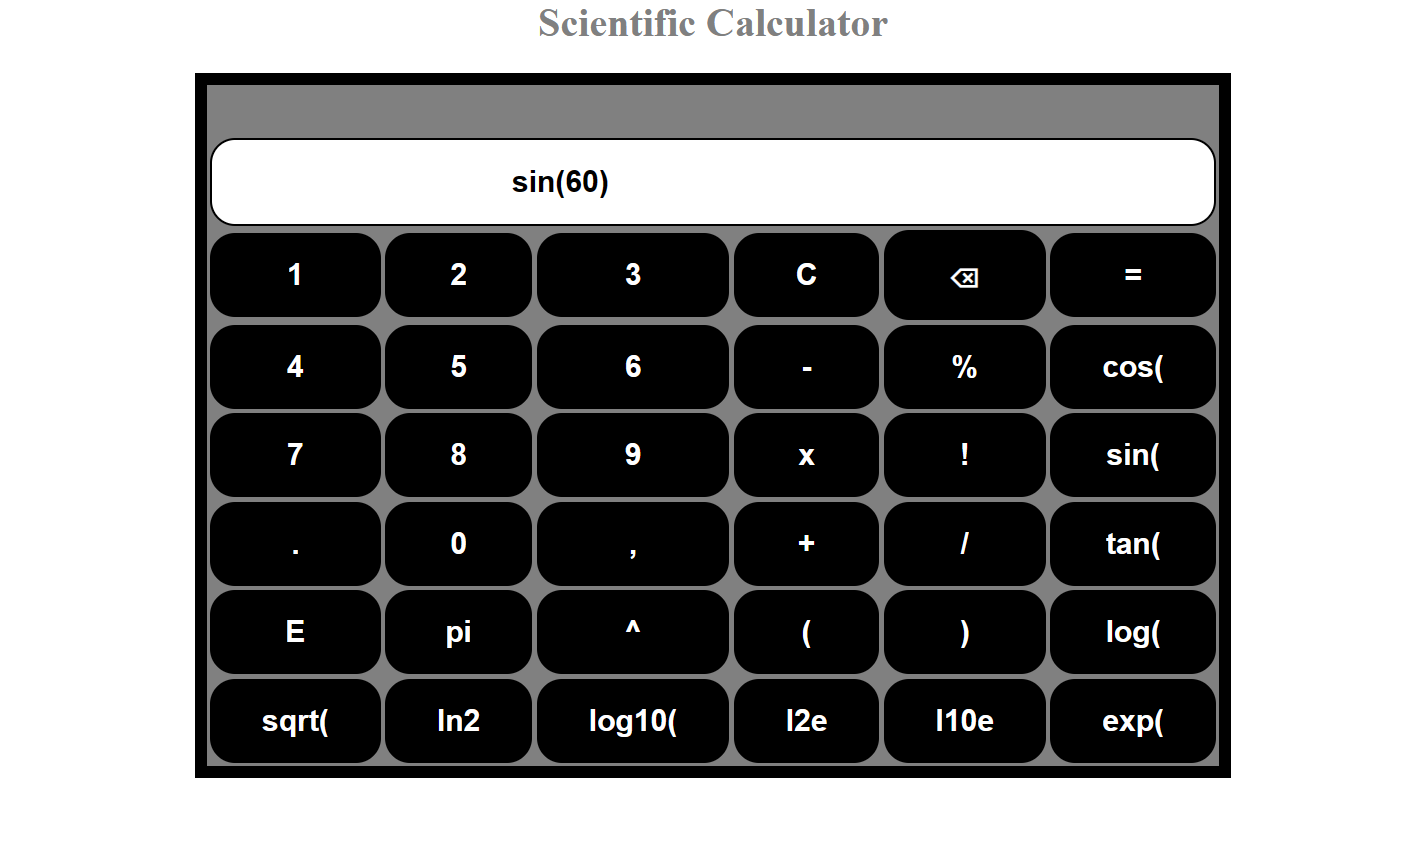 Scientific Calculator
sin(60)
1 2 3 C ⌫ =
4 5 6 - % cos(
7 8 9 x ! sin(
. 0 , + / tan(
E pi ^ ( ) log(
sqrt( ln2 log10( l2e l10e exp(